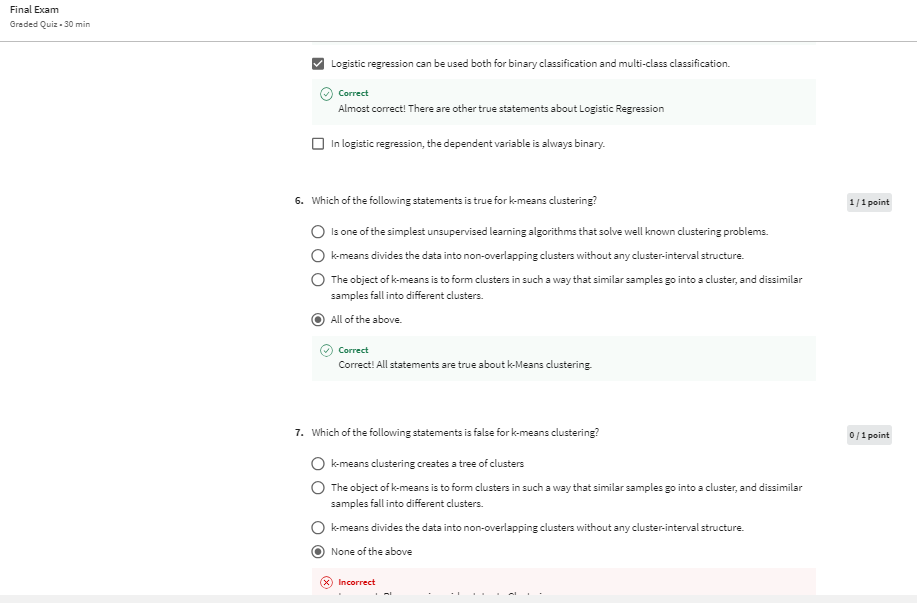 Final Exam
Graded Quiz • 30 min
Logistic regression can be used both for binary classification and multi-class classification.
Correct
Almost correct! There are other true statements about Logistic Regression
In logistic regression, the dependent variable is always binary.
6. Which of the following statements is true for k-means clustering?
1 / 1 point
Is one of the simplest unsupervised learning algorithms that solve well known clustering problems.
k-means divides the data into non-overlapping clusters without any cluster-interval structure.
The object of k-means is to form clusters in such a way that similar samples go into a cluster, and dissimilar
samples fall into different clusters.
All of the above.
Correct
Correct! All statements are true about k-Means clustering.
7. Which of the following statements is false for k-means clustering?
0 / 1 point
k-means clustering creates a tree of clusters
The object of k-means is to form clusters in such a way that similar samples go into a cluster, and dissimilar
samples fall into different clusters.
k-means divides the data into non-overlapping clusters without any cluster-interval structure.
None of the above
Incorrect